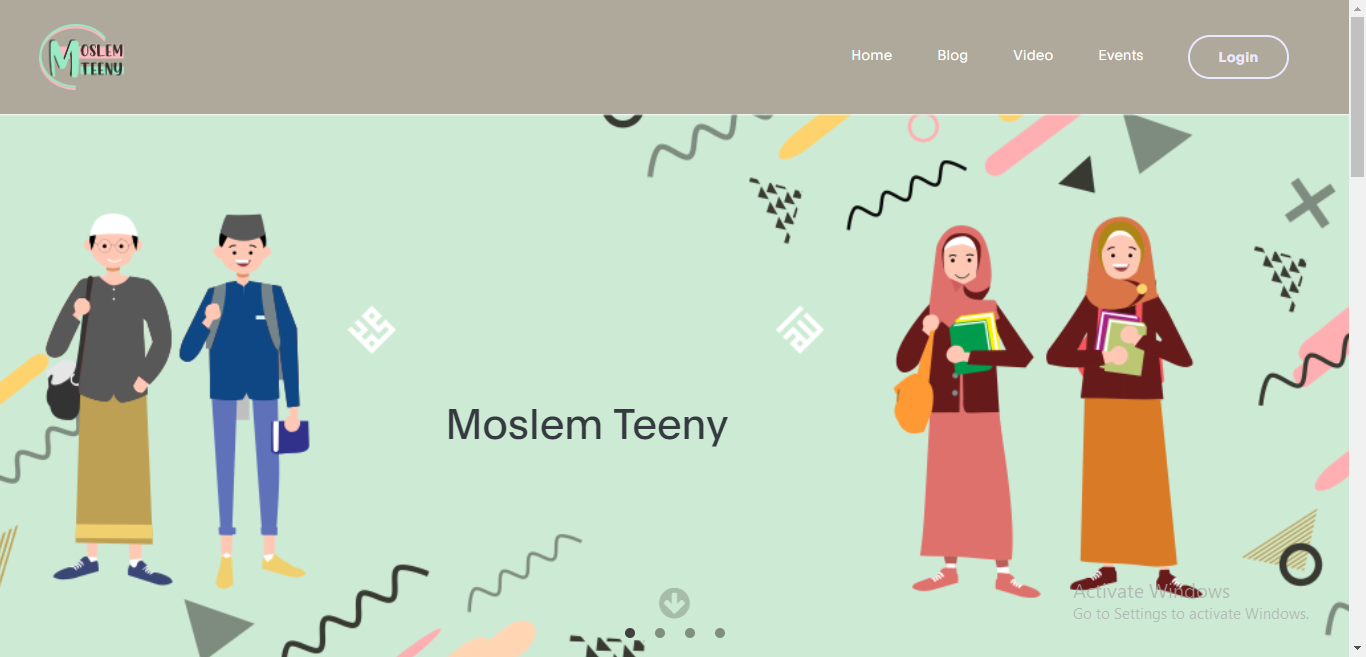 MOSLEM
TEENY
Home Blog Video Events Login
Moslem Teeny
Activate Windows
Go to Settings to activate Windows.